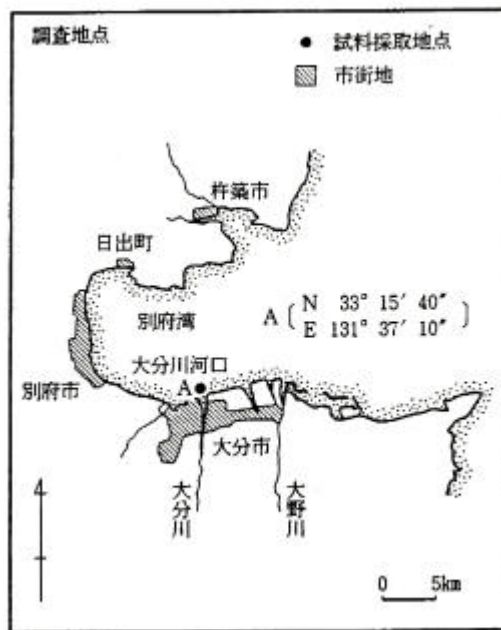 調査地点
● 試料採取地点
市街地
杵築市
日出町
別府湾
A
N 33° 15′ 40″
E 131° 37′ 10″
大分川河口
A
別府市
大分市
大分川
大野川
4
0 5km